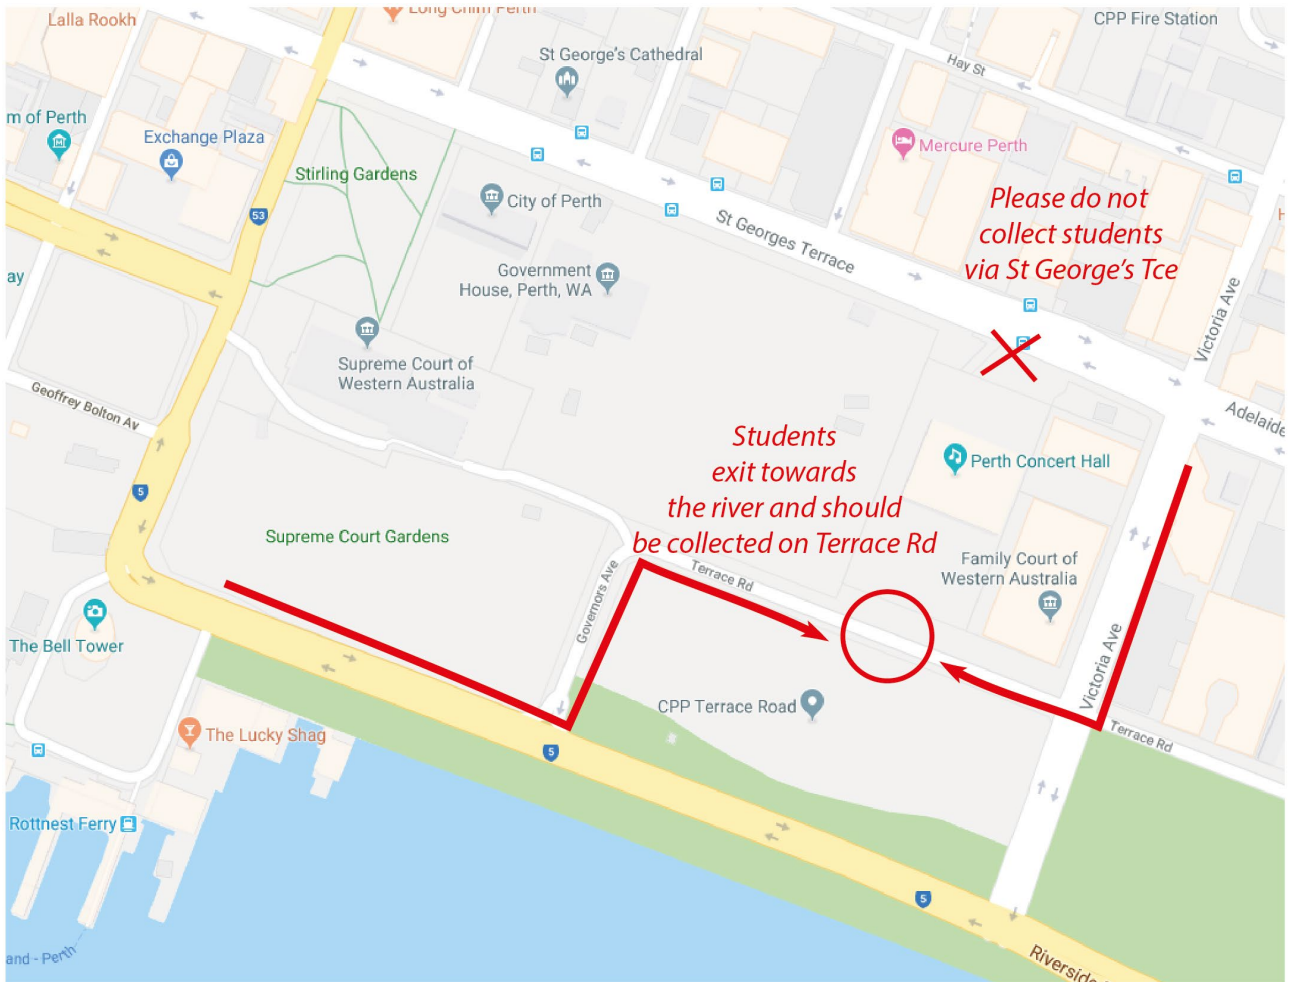 Lalla Rookh
Long Chim Perth
CPP Fire Station
St George's Cathedral
Hay St
m of Perth
Exchange Plaza
Mercure Perth
Stirling Gardens
City of Perth
53
Please do not
collect students
via St George's Tce
St Georges Terrace
Government
House, Perth, WA
ay
Victoria Ave
Supreme Court of
Western Australia
Geoffrey Bolton Av
Adelaide
Students
exit towards
the river and should
be collected on Terrace Rd
Perth Concert Hall
5
Supreme Court Gardens
Family Court of
Western Australia
Terrace Rd
Governors Ave
The Bell Tower
Victoria Ave
CPP Terrace Road
The Lucky Shag
Terrace Rd
5
Rottnest Ferry
5
and - Perth
Riverside